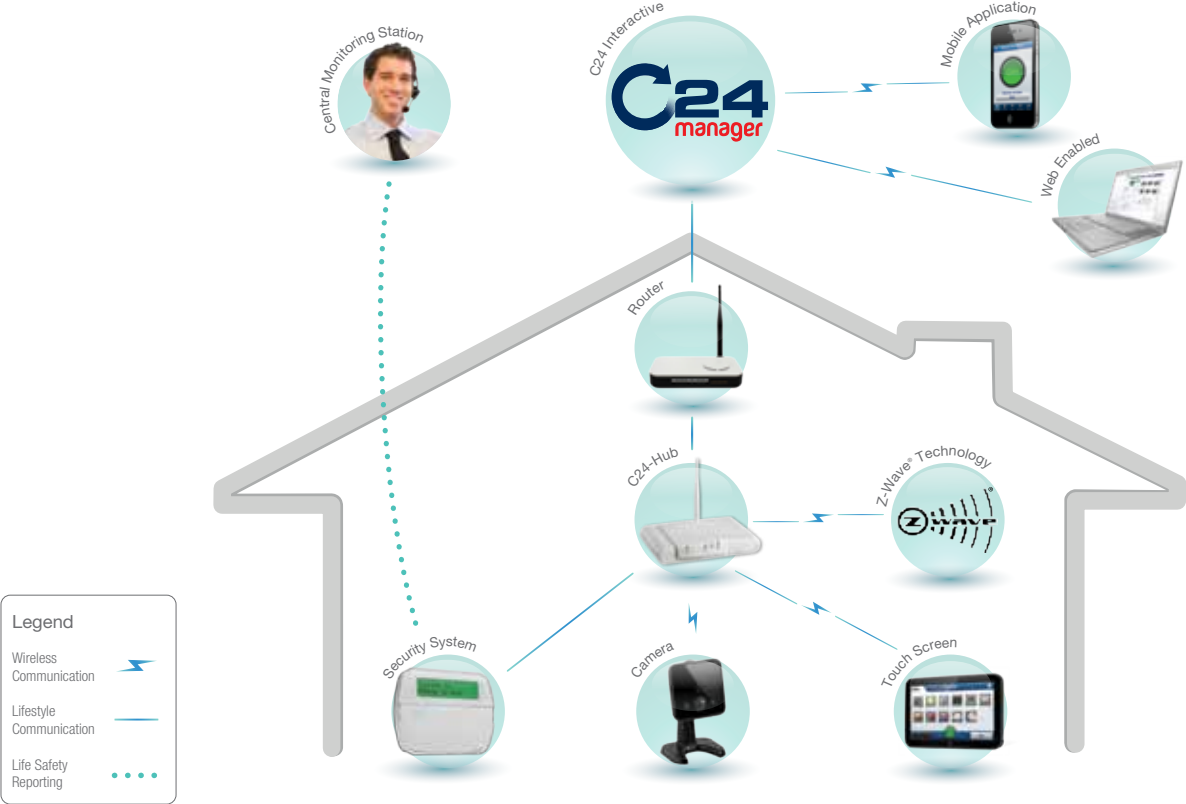 Central Monitoring Station
C24 Interactive
C24
manager
Mobile Application
Web Enabled
Router
C24-Hub
Z-Wave® Technology
Z WAVE ®
Security System
Camera
Touch Screen
Legend
Wireless
Communication
Lifestyle
Communication
Life Safety
Reporting